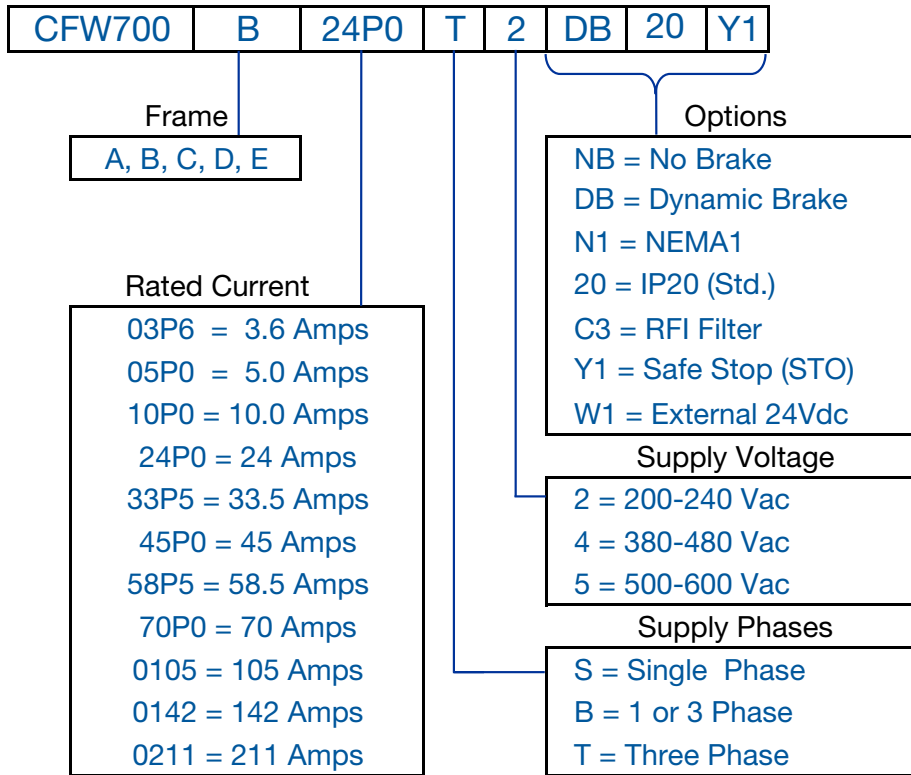 CFW700 B 24P0 T 2 DB 20 Y1
Frame
A, B, C, D, E
Rated Current
03P6 = 3.6 Amps
05P0 = 5.0 Amps
10P0 = 10.0 Amps
24P0 = 24 Amps
33P5 = 33.5 Amps
45P0 = 45 Amps
58P5 = 58.5 Amps
70P0 = 70 Amps
0105 = 105 Amps
0142 = 142 Amps
0211 = 211 Amps
Options
NB = No Brake
DB = Dynamic Brake
N1 = NEMA1
20 = IP20 (Std.)
C3 = RFI Filter
Y1 = Safe Stop (STO)
W1 = External 24Vdc
Supply Voltage
2 = 200-240 Vac
4 = 380-480 Vac
5 = 500-600 Vac
Supply Phases
S = Single Phase
B = 1 or 3 Phase
T = Three Phase